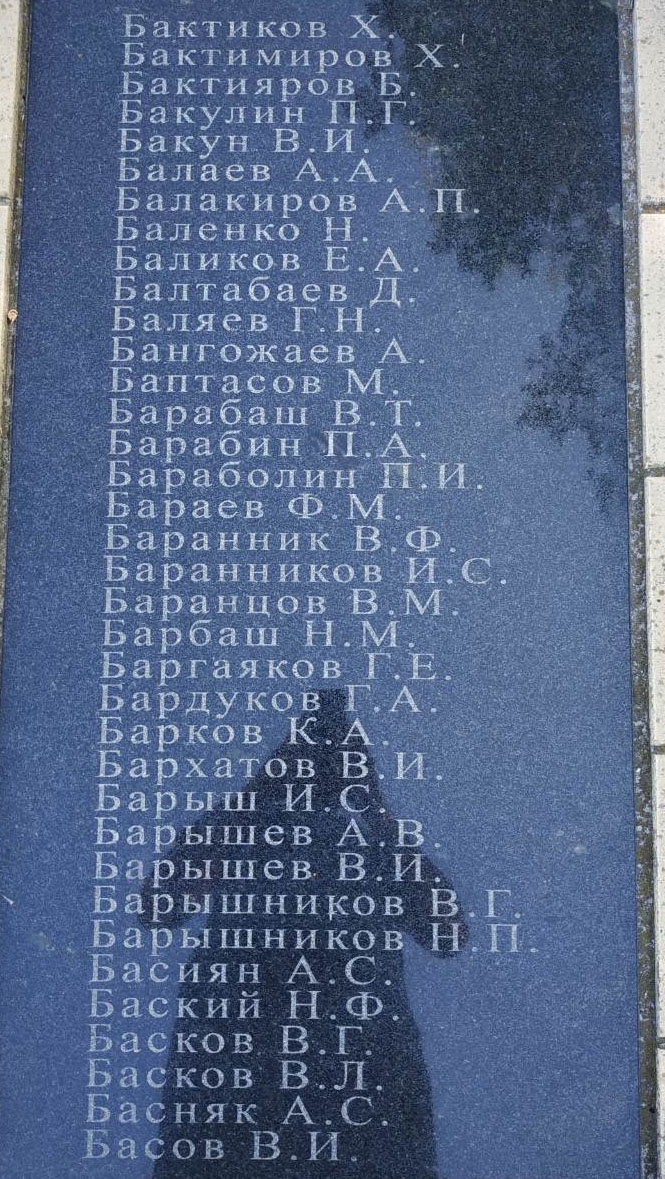 Бактиков Х.
Бактимиров Х.
Бактияров Б.
Бакулин П.Г.
Бакун В.И.
Балаев А.А.
Балакиров А.П.
Баленко Н.
Баликов Е.А.
Балтабаев Д.
Баляев Г.Н.
Бангожаев А.
Баптасов М.
Барабаш В.Т.
Барабин П.А.
Бараболин П.И.
Бараев Ф.М.
Баранник В.Ф.
Баранников И.С.
Баранцов В.М.
Барбаш Н.М.
Баргаяков Г.Е.
Бардуков Г.А.
Барков К.А.
Бархатов В.И.
Барыш И.С.
Барышев А.В.
Барышев В.И.
Барышников В.Г.
Барышников Н.П.
Басиян А.С.
Баский Н.Ф.
Басков В.Г.
Басков В.Л.
Басняк А.С.
Басов В.И.